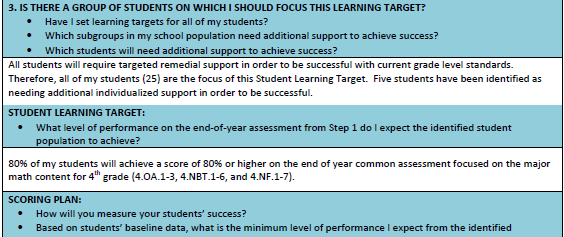 3. IS THERE A GROUP OF STUDENTS ON WHICH I SHOULD FOCUS THIS LEARNING TARGET?
• Have I set learning targets for all of my students?
• Which subgroups in my school population need additional support to achieve success?
• Which students will need additional support to achieve success?
All students will require targeted remedial support in order to be successful with current grade level standards.
Therefore, all of my students (25) are the focus of this Student Learning Target.  Five students have been identified as
needing additional individualized support in order to be successful.
STUDENT LEARNING TARGET:
• What level of performance on the end-of-year assessment from Step 1 do I expect the identified student
population to achieve?
80% of my students will achieve a score of 80% or higher on the end of year common assessment focused on the major
math content for 4th grade (4.OA.1-3, 4.NBT.1-6, and 4.NF.1-7).
SCORING PLAN:
• How will you measure your students' success?
• Based on students' baseline data, what is the minimum level of performance I expect from the identified